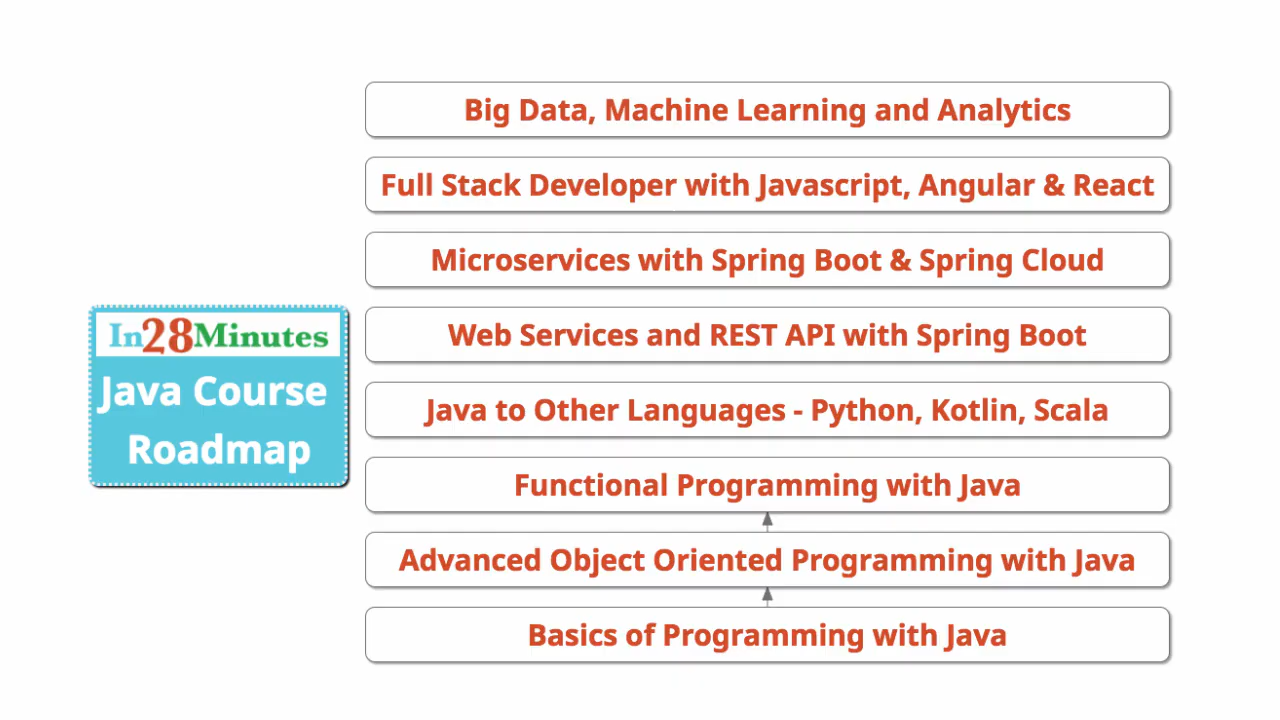 Big Data, Machine Learning and Analytics
Full Stack Developer with Javascript, Angular & React
Microservices with Spring Boot & Spring Cloud
Web Services and REST API with Spring Boot
In28Minutes
Java Course
Roadmap
Java to Other Languages - Python, Kotlin, Scala
Functional Programming with Java
Advanced Object Oriented Programming with Java
Basics of Programming with Java